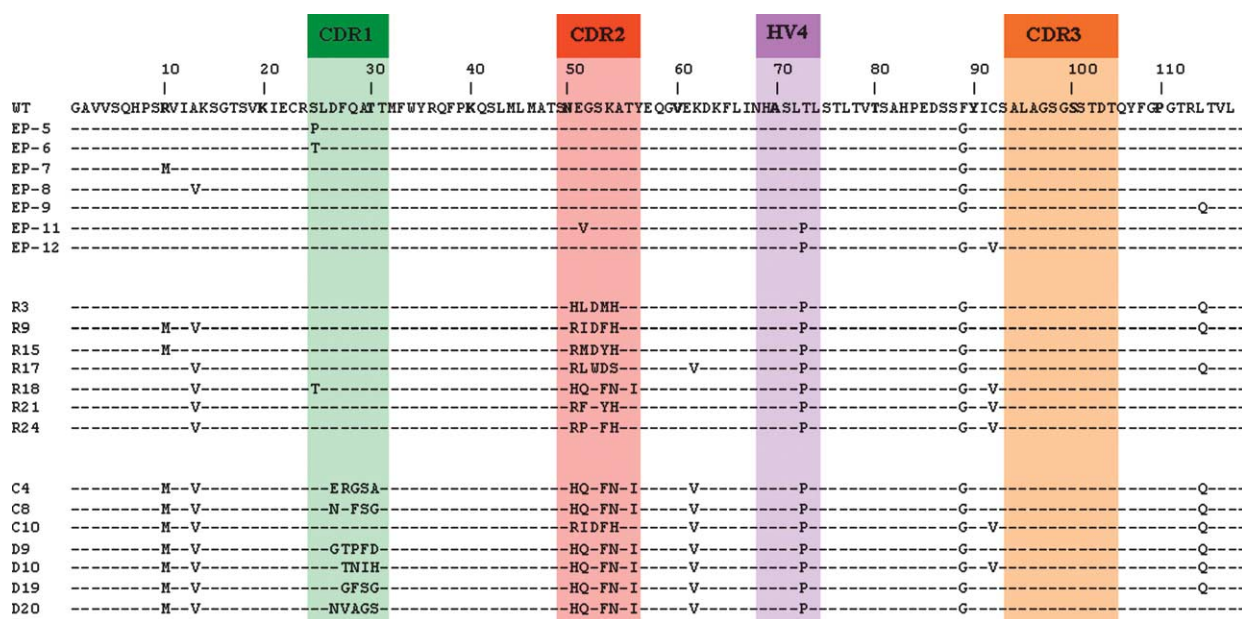 CDR1 CDR2 HV4 CDR3
10 20 30 40 50 60 70 80 90 100 110
WT GAVVSQHPSRVIAKSGTSVKIECRSLDFQATTMFWYRQFPKQSLMLMATSNEGSKATYEQGVEKDKFLINHASLTLSTLTVTSAHPEDSSFYICSALAGSGSSTDTQYFGPGTRLTVL
EP-5 ------------------------P-----------------------------------------------------------------G---------------------------
EP-6 ------------------------T-----------------------------------------------------------------G---------------------------
EP-7 ---------M--------------------------------------------------------------------------------G---------------------------
EP-8 ------------V-----------------------------------------------------------------------------G---------------------------
EP-9 ------------------------------------------------------------------------------------------G-----------------------Q---
EP-11 ----------------------------------------------------V---------------------P-------------------------------------------
EP-12 --------------------------------------------------------------------------P---------------G--V------------------------
R3 ---------------------------------------------------HLDMH------------------P---------------G-----------------------Q---
R9 ---------M--V--------------------------------------RIDFH------------------P---------------G-----------------------Q---
R15 ---------M-----------------------------------------RMDYH------------------P---------------G---------------------------
R17 ------------V--------------------------------------RLWDS-------V----------P---------------G-----------------------Q---
R18 ------------V-----------T--------------------------HQ-FN-I----------------P---------------G--V------------------------
R21 ------------V--------------------------------------RF-YH------------------P---------------G--V------------------------
R24 ------------V--------------------------------------RP-FH------------------P---------------G--V------------------------
C4 ---------M--V-------------ERGSA--------------------HQ-FN-I-----V----------P---------------G-----------------------Q---
C8 ---------M--V-------------N-FSG--------------------HQ-FN-I-----V----------P---------------G-----------------------Q---
C10 ---------M--V--------------------------------------RIDFH-------V----------P---------------G--V--------------------Q---
D9 ---------M--V-------------GTPFD--------------------HQ-FN-I-----V----------P---------------G-----------------------Q---
D10 ---------M--V--------------TNIH--------------------HQ-FN-I-----V----------P---------------G--V--------------------Q---
D19 ---------M--V--------------GFSG--------------------HQ-FN-I-----V----------P---------------G-----------------------Q---
D20 ---------M--V-------------NVAGS--------------------HQ-FN-I-----V----------P---------------G---------------------------